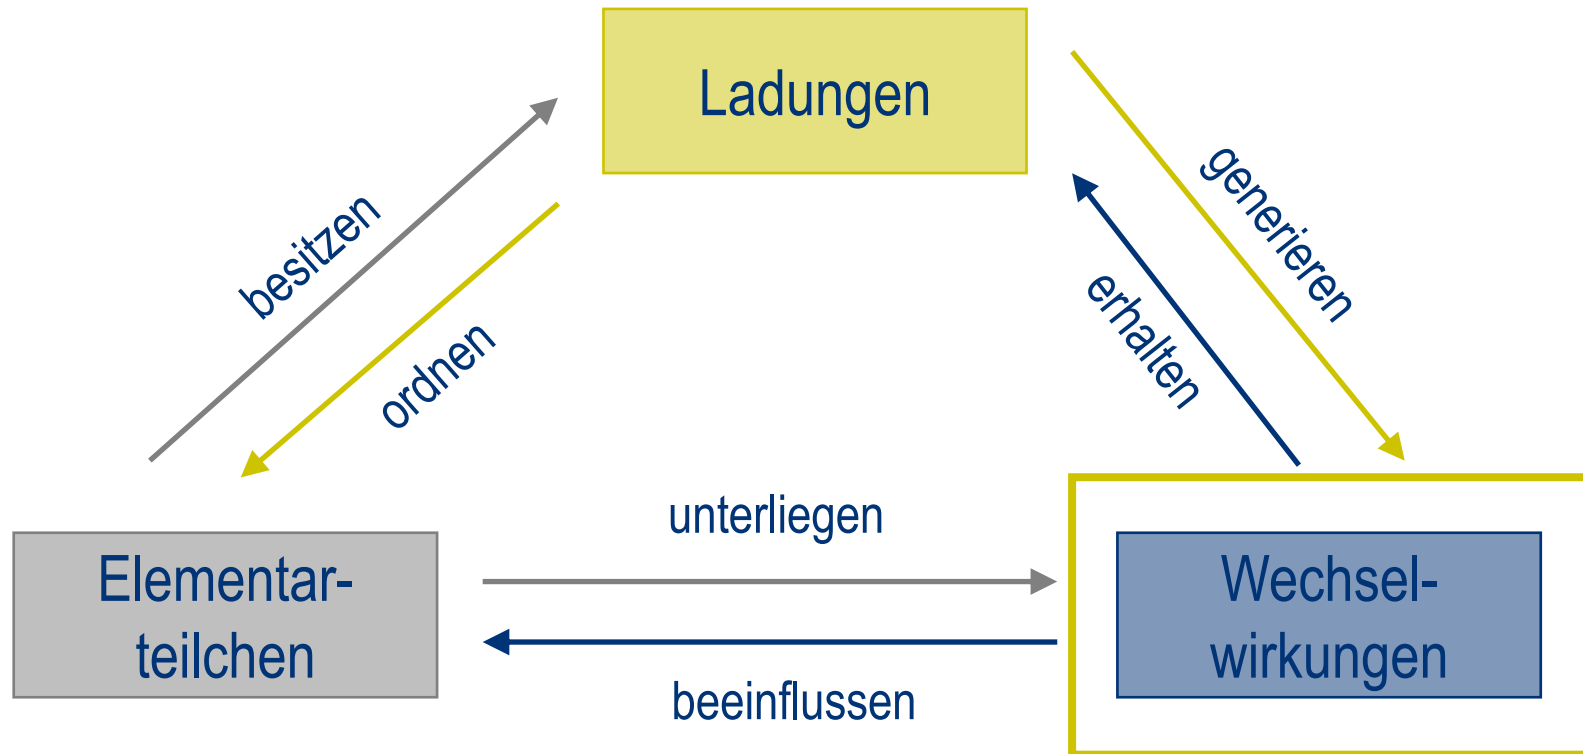 Ladungen
besitzen
ordnen
generieren
erhalten
unterliegen
Elementar-
teilchen
Wechsel-
wirkungen
beeinflussen